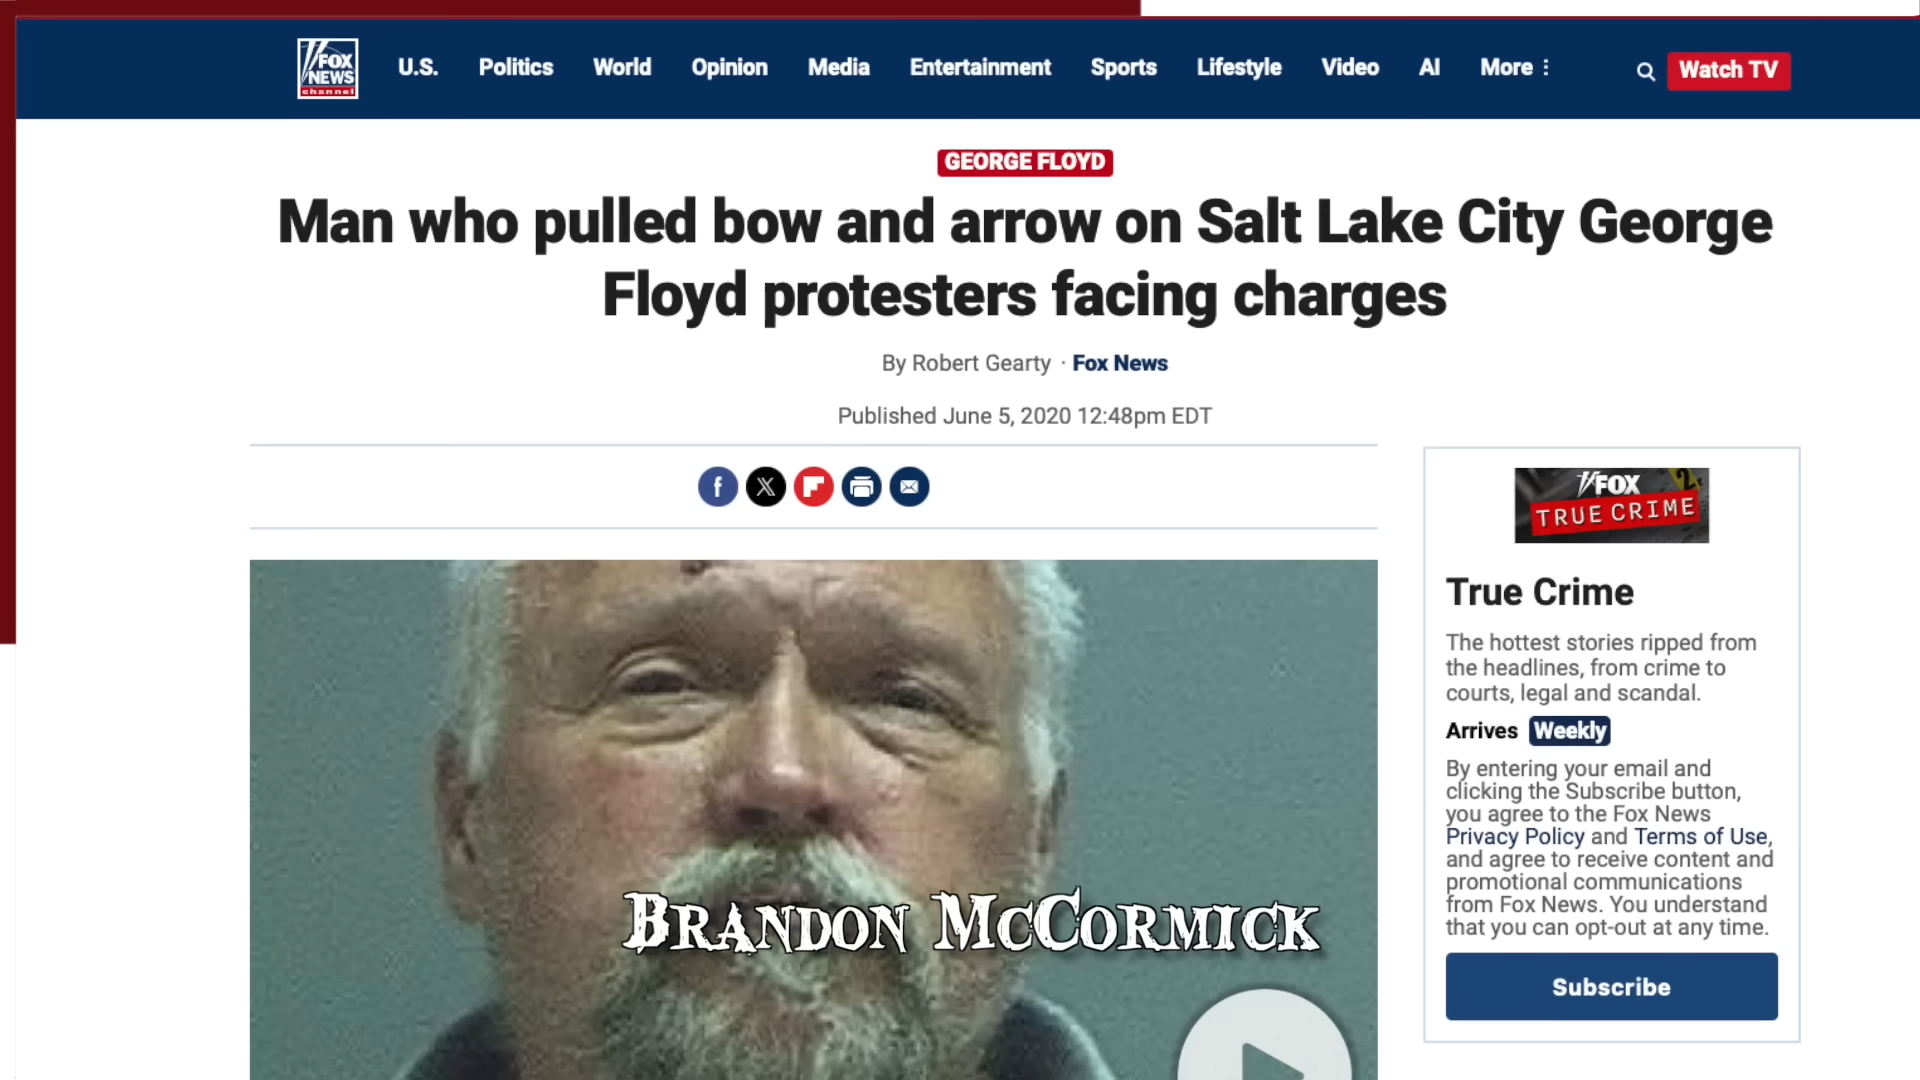 FOX
NEWS
channel
U.S. Politics World Opinion Media Entertainment Sports Lifestyle Video AI More Watch TV
GEORGE FLOYD
Man who pulled bow and arrow on Salt Lake City George
Floyd protesters facing charges
By Robert Gearty · Fox News
Published June 5, 2020 12:48pm EDT
f X
BRANDON MCCORMICK
FOX 2
TRUE CRIME
True Crime
The hottest stories ripped from
the headlines, from crime to
courts, legal and scandal.
Arrives Weekly
By entering your email and
clicking the Subscribe button,
you agree to the Fox News
Privacy Policy and Terms of Use,
and agree to receive content and
promotional communications
from Fox News. You understand
that you can opt-out at any time.
Subscribe